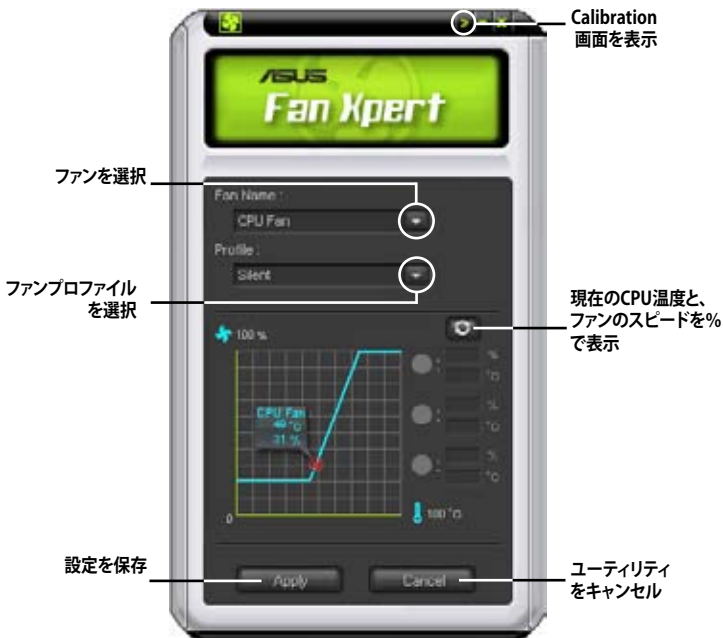 Calibration
画面を表示
ASUS
Fan Xpert
ファンを選択
Fan Name :
CPU Fan
Profile :
Silent
ファンプロファイル
を選択
現在のCPU温度と、
ファンのスピードを%
で表示
100 %
%
°C
%
°C
%
°C
CPU Fan
°C
31 %
0
100 °C
設定を保存
Apply
Cancel
ユーティリティ
をキャンセル